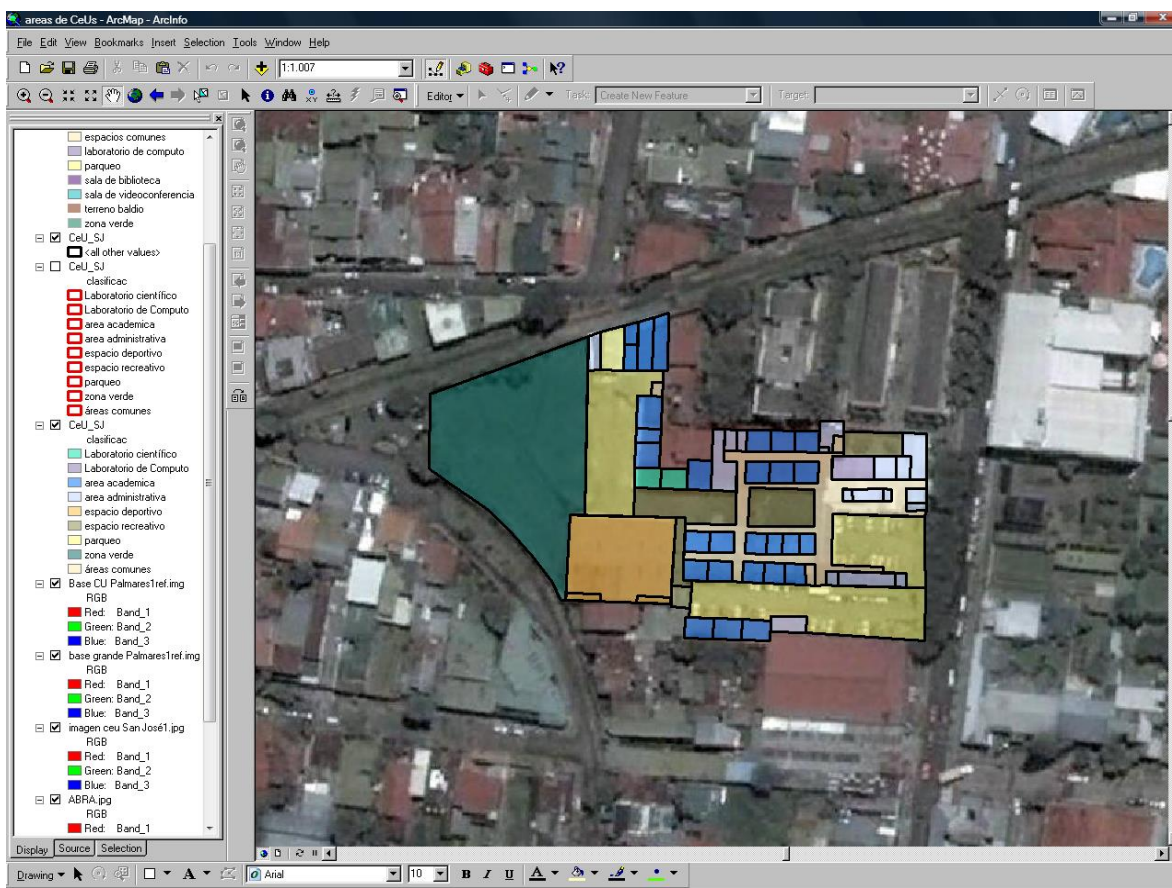 areas de CeUs - ArcMap - ArcInfo
File Edit View Bookmarks Insert Selection Tools Window Help
1:1.007
Editor Task: Create New Feature Target:
espacios comunes
laboratorio de computo
parqueo
sala de biblioteca
sala de videoconferencia
terreno baldio
zona verde
CeU_SJ
<all other values>
CeU_SJ
clasificac
Laboratorio científico
Laboratorio de Computo
area academica
area administrativa
espacio deportivo
espacio recreativo
parqueo
zona verde
áreas comunes
CeU_SJ
clasificac
Laboratorio científico
Laboratorio de Computo
area academica
area administrativa
espacio deportivo
espacio recreativo
parqueo
zona verde
áreas comunes
Base CU Palmares1ref.img
RGB
Red: Band_1
Green: Band_2
Blue: Band_3
base grande Palmares1ref.img
RGB
Red: Band_1
Green: Band_2
Blue: Band_3
imagen ceu San José1.jpg
RGB
Red: Band_1
Green: Band_2
Blue: Band_3
ABRA.jpg
RGB
Red: Band_1
Display Source Selection
Drawing A Arial 10 B I U A